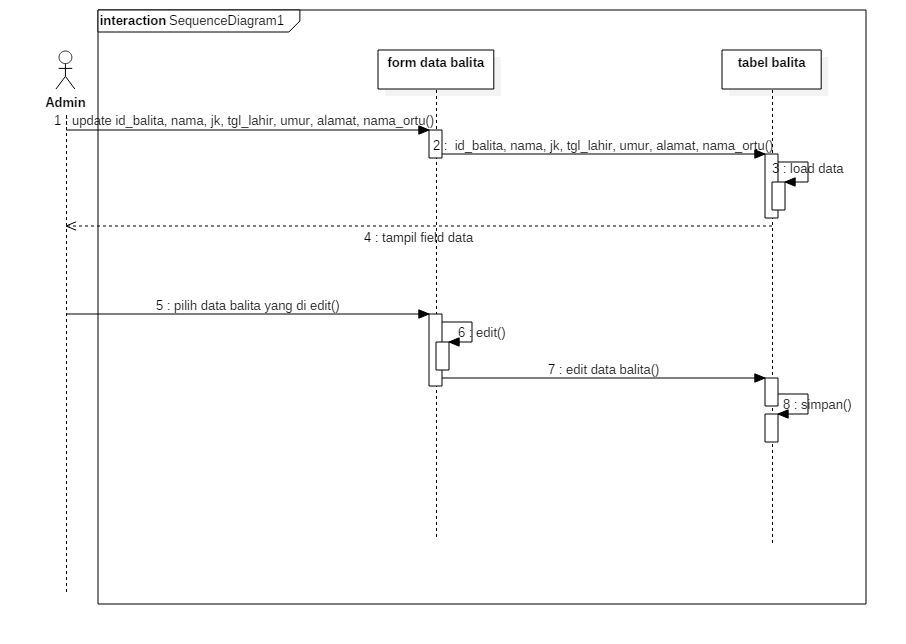 interaction SequenceDiagram1
form data balita
tabel balita
Admin
1 : update id_balita, nama, jk, tgl_lahir, umur, alamat, nama_ortu()
2 : id_balita, nama, jk, tgl_lahir, umur, alamat, nama_ortu()
3 : load data
4 : tampil field data
5 : pilih data balita yang di edit()
6 : edit()
7 : edit data balita()
8 : simpan()